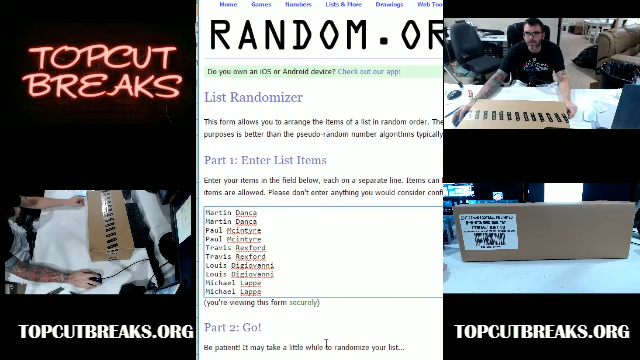 TOPCUT
BREAKS
Home Games Numbers Lists & More Drawings Web Too
RANDOM.OR
Do you own an iOS or Android device? Check out our app!
List Randomizer
This form allows you to arrange the items of a list in random order. The
purposes is better than the pseudo-random number algorithms typically
Part 1: Enter List Items
Enter your items in the field below, each on a separate line. Items can
items are allowed. Please don't enter anything you would consider confi
Martin Danca
Martin Danca
Paul Mcintyre
Paul Mcintyre
Travis Rexford
Travis Rexford
Louis Digiovanni
Louis Digiovanni
Michael Lappe
Michael Lappe
(you're viewing this form securely)
Part 2: Go!
Be patient! It may take a little while to randomize your list...
TOPCUTBREAKS.ORG
TOPCUTBREAKS.ORG